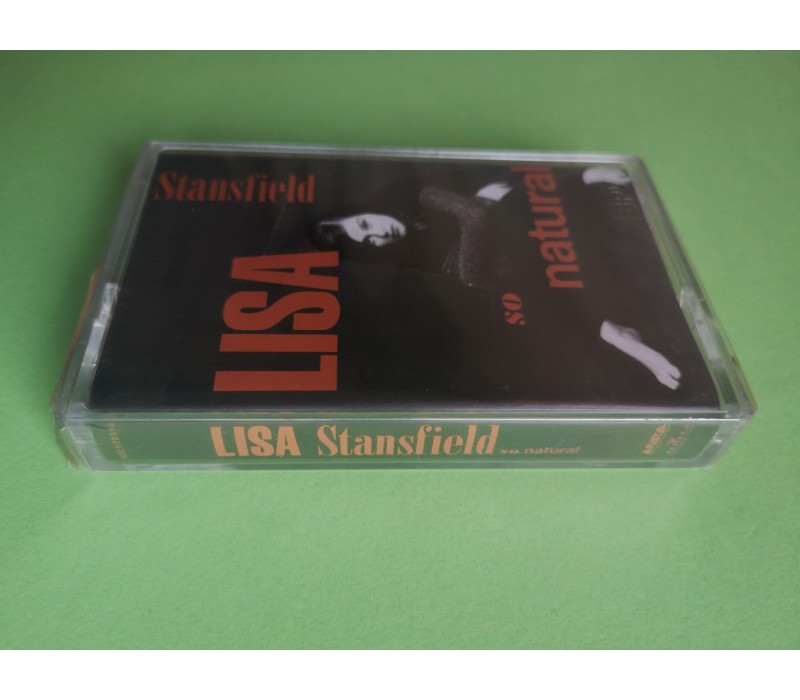 Stansfield
LISA
so
natural
LISA Stansfield so natural